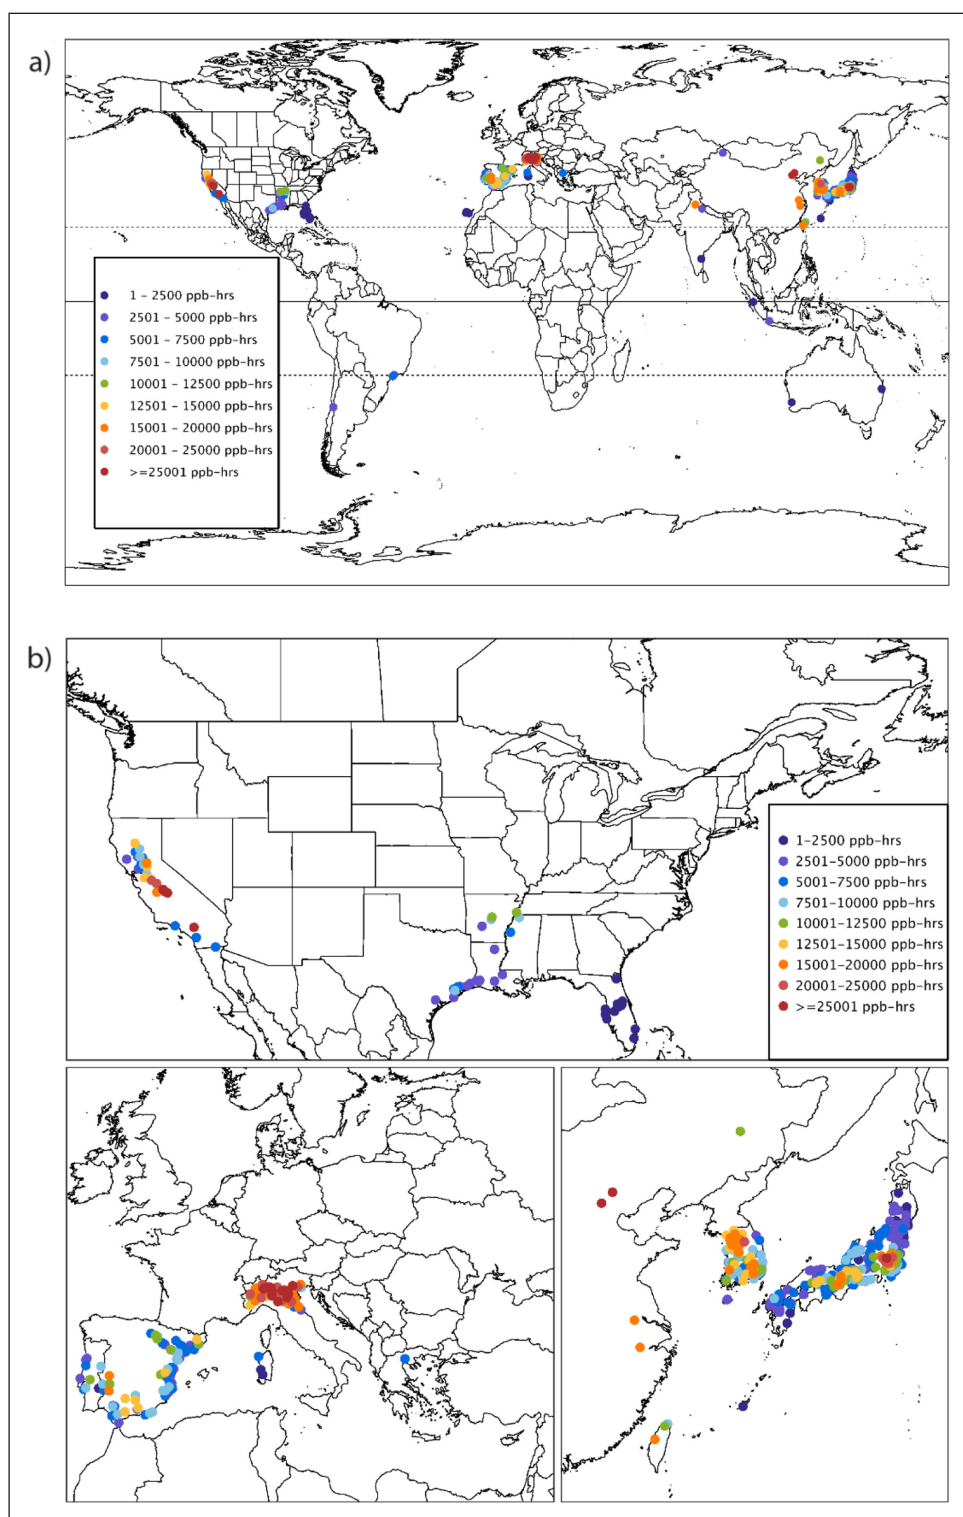 a)
1 – 2500 ppb–hrs
2501 – 5000 ppb–hrs
5001 – 7500 ppb–hrs
7501 – 10000 ppb–hrs
10001 – 12500 ppb–hrs
12501 – 15000 ppb–hrs
15001 – 20000 ppb–hrs
20001 – 25000 ppb–hrs
>=25001 ppb–hrs
b)
1–2500 ppb–hrs
2501–5000 ppb–hrs
5001–7500 ppb–hrs
7501–10000 ppb–hrs
10001–12500 ppb–hrs
12501–15000 ppb–hrs
15001–20000 ppb–hrs
20001–25000 ppb–hrs
>=25001 ppb–hrs